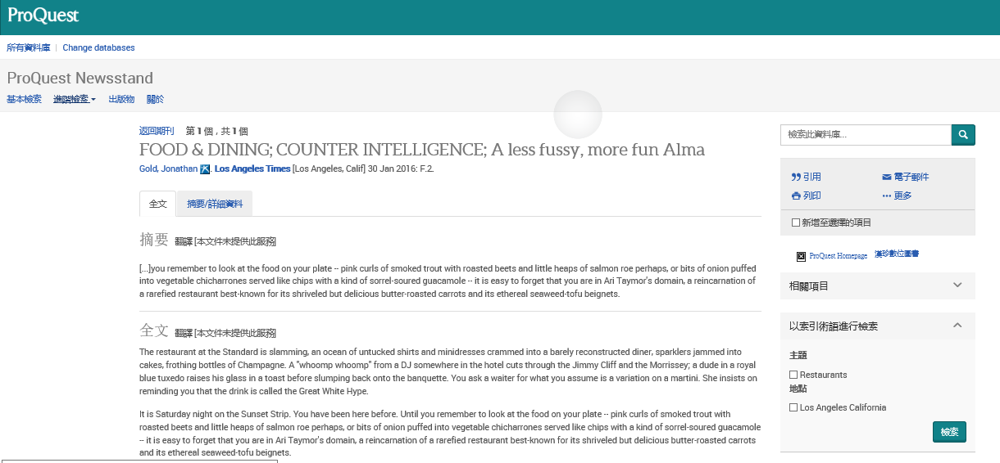 ProQuest
所有資料庫 | Change databases
ProQuest Newsstand
基本檢索 進階檢索 出版物 關於
返回期刊 第 1 個，共 1 個
FOOD & DINING; COUNTER INTELLIGENCE; A less fussy, more fun Alma
Gold, Jonathan. Los Angeles Times [Los Angeles, Calif] 30 Jan 2016: F.2.
全文 摘要/詳細資料
摘要 翻譯 [本文件未提供此服務]
[...]you remember to look at the food on your plate -- pink curls of smoked trout with roasted beets and little heaps of salmon roe perhaps, or bits of onion puffed
into vegetable chicharrones served like chips with a kind of sorrel-soured guacamole -- it is easy to forget that you are in Ari Taymor's domain, a reincarnation of
a rarefied restaurant best-known for its shriveled but delicious butter-roasted carrots and its ethereal seaweed-tofu beignets.
全文 翻譯 [本文件未提供此服務]
The restaurant at the Standard is slamming, an ocean of untucked shirts and minidresses crammed into a barely reconstructed diner, sparklers jammed into
cakes, frothing bottles of Champagne. A "whoomp whoomp" from a DJ somewhere in the hotel cuts through the Jimmy Cliff and the Morrissey; a dude in a royal
blue tuxedo raises his glass in a toast before slumping back onto the banquette. You ask a waiter for what you assume is a variation on a martini. She insists on
reminding you that the drink is called the Great White Hype.
It is Saturday night on the Sunset Strip. You have been here before. Until you remember to look at the food on your plate -- pink curls of smoked trout with
roasted beets and little heaps of salmon roe perhaps, or bits of onion puffed into vegetable chicharrones served like chips with a kind of sorrel-soured guacamole
-- it is easy to forget that you are in Ari Taymor's domain, a reincarnation of a rarefied restaurant best-known for its shriveled but delicious butter-roasted carrots
and its ethereal seaweed-tofu beignets.
檢索此資料庫...
引用 電子郵件
列印 更多
新增至選擇的項目
ProQuest Homepage 漢珍數位圖書
相關項目
以索引術語進行檢索
主題
Restaurants
地點
Los Angeles California
檢索